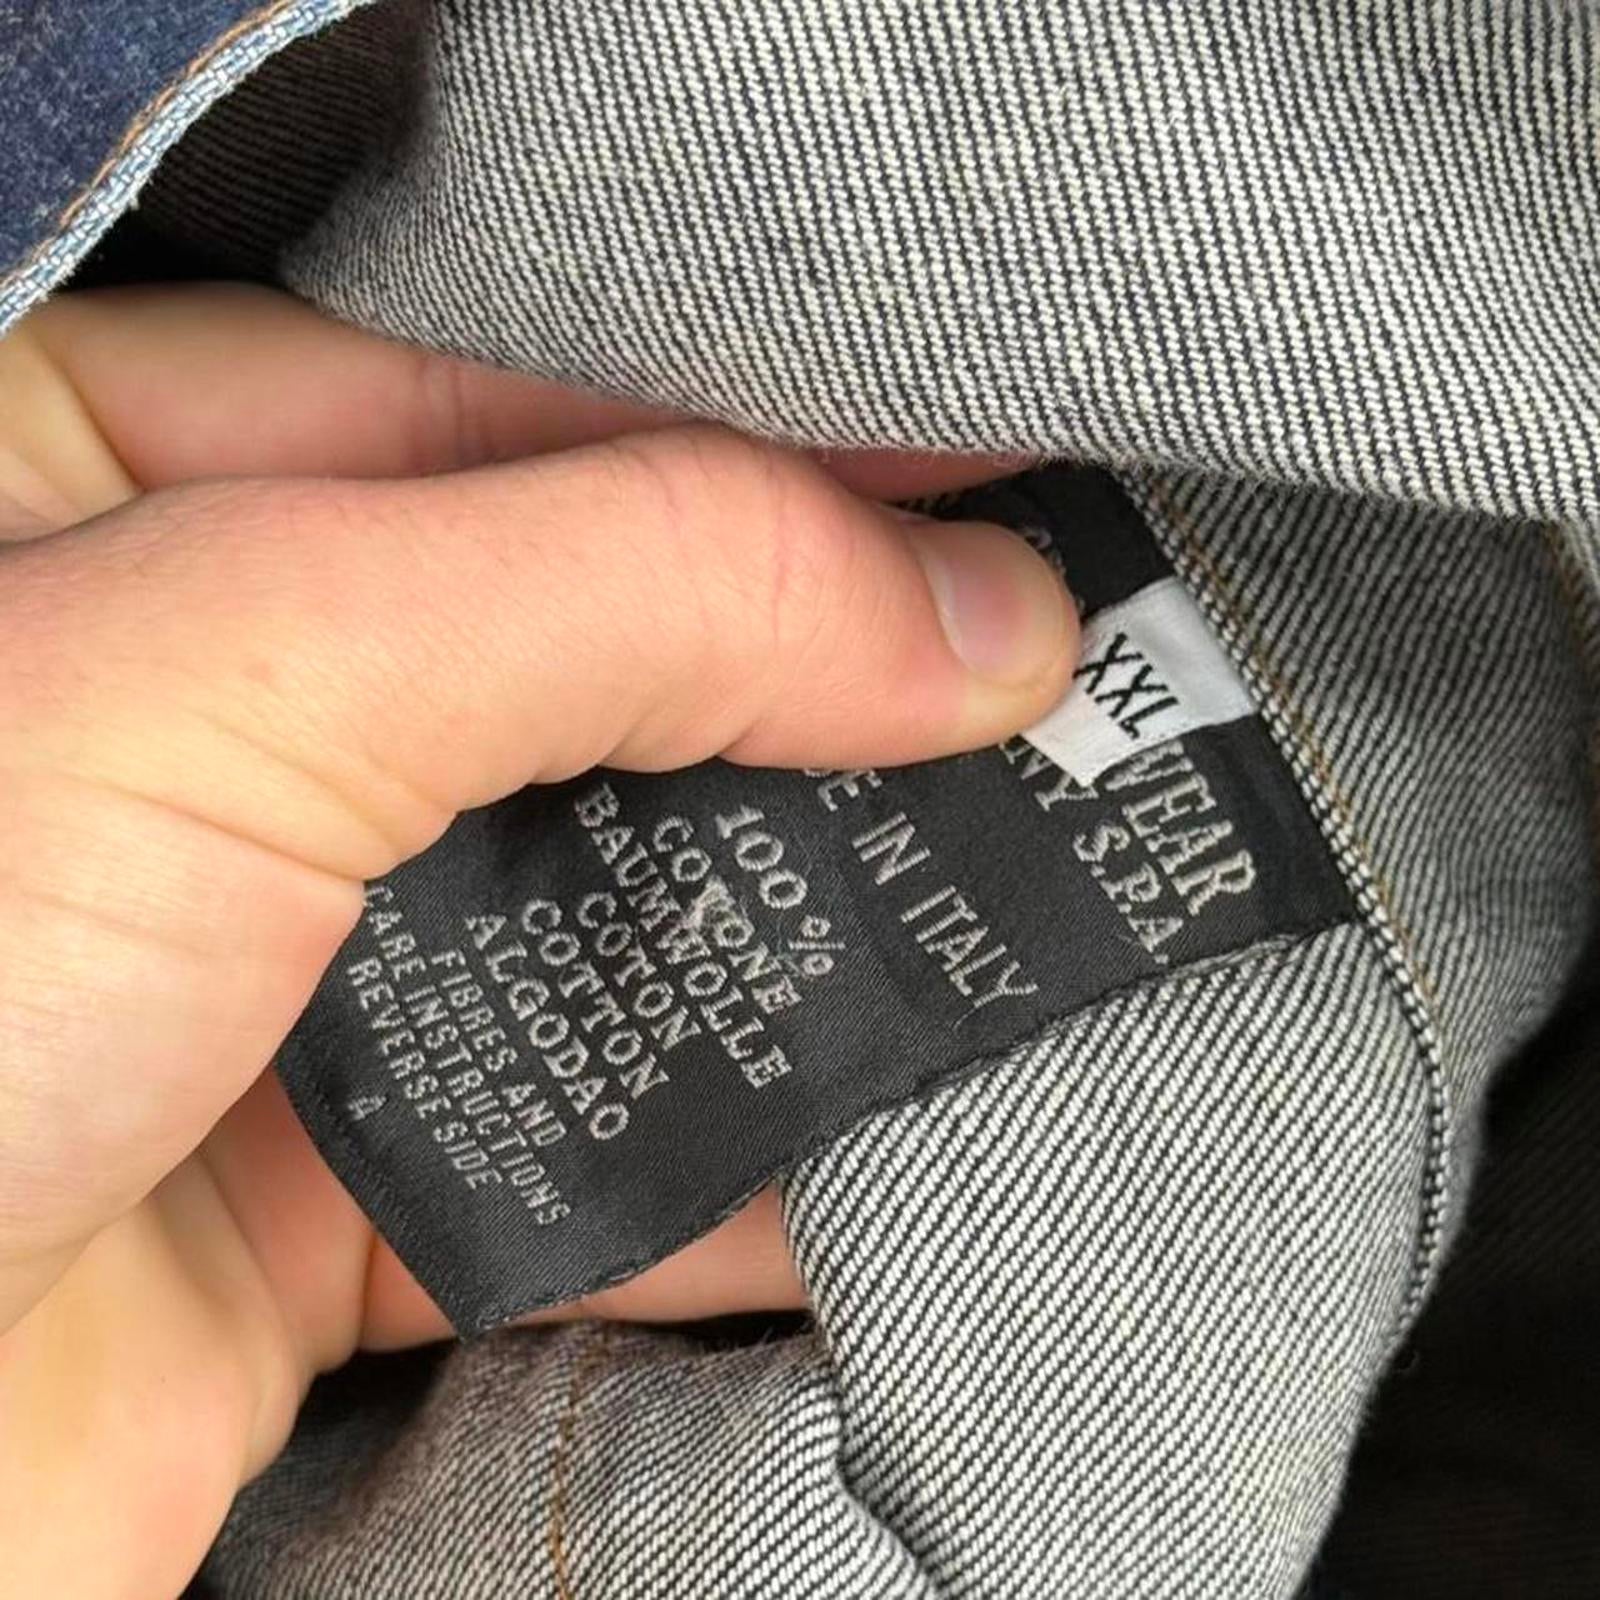 XXL
WEAR
S.P.A.
IN ITALY
100 %
COTONE
BAUMWOLLE
COTON
COTTON
ALGODAO
FIBRES AND
CARE INSTRUCTIONS
REVERSE SIDE